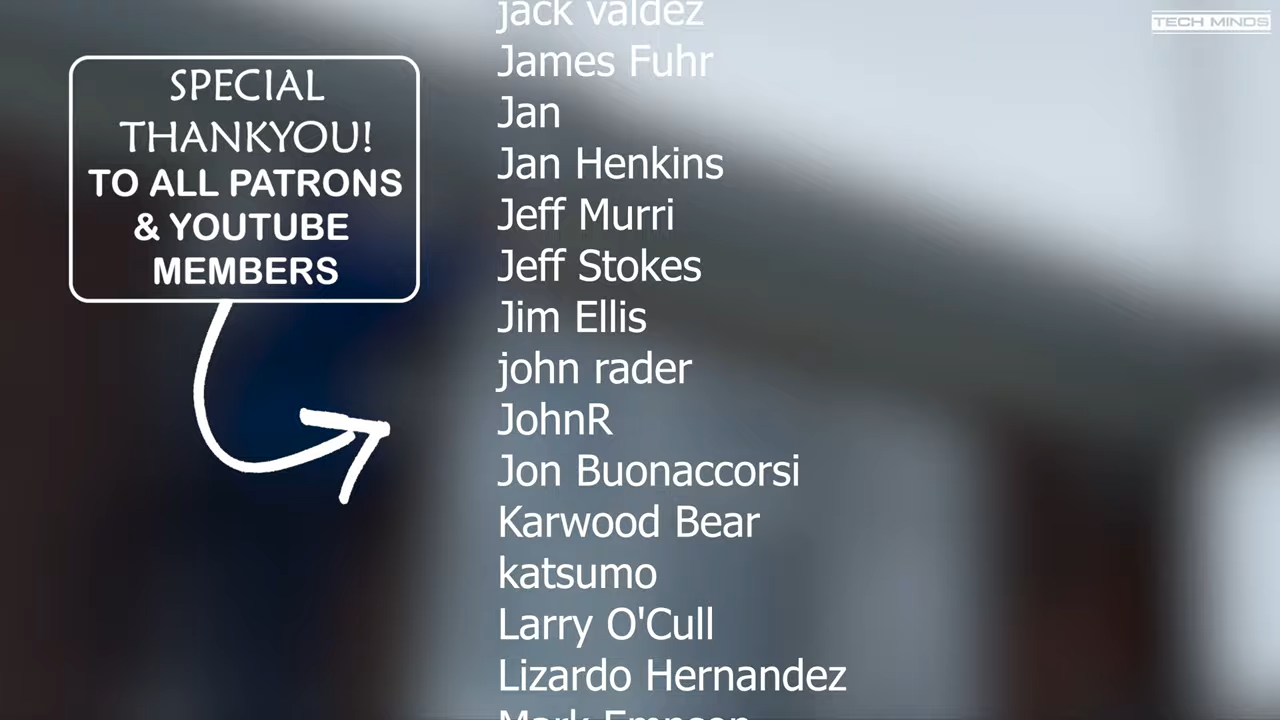 TECH MINDS
SPECIAL
THANKYOU!
TO ALL PATRONS
& YOUTUBE
MEMBERS
jack valdez
James Fuhr
Jan
Jan Henkins
Jeff Murri
Jeff Stokes
Jim Ellis
john rader
JohnR
Jon Buonaccorsi
Karwood Bear
katsumo
Larry O'Cull
Lizardo Hernandez
Mark